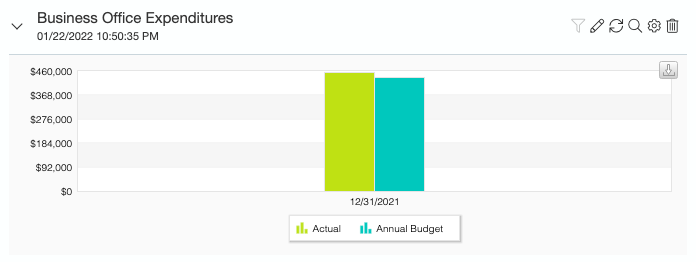 Business Office Expenditures
01/22/2022 10:50:35 PM
$460,000
$368,000
$276,000
$184,000
$92,000
$0
12/31/2021
Actual Annual Budget